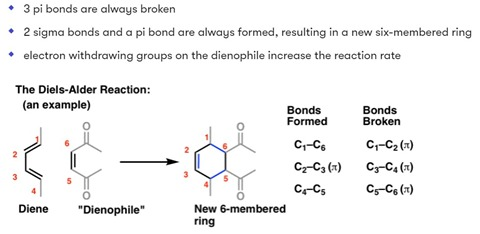 3 pi bonds are always broken
2 sigma bonds and a pi bond are always formed, resulting in a new six-membered ring
electron withdrawing groups on the dienophile increase the reaction rate
The Diels-Alder Reaction:
(an example)
Bonds Formed
Bonds Broken
O
O
1
2
3
4
6
5
O
O
1
2
3
4
5
6
C₁–C₆
C₁–C₂ (π)
C₂–C₃ (π)
C₃–C₄ (π)
C₄–C₅
C₅–C₆ (π)
Diene
"Dienophile"
New 6-membered
ring